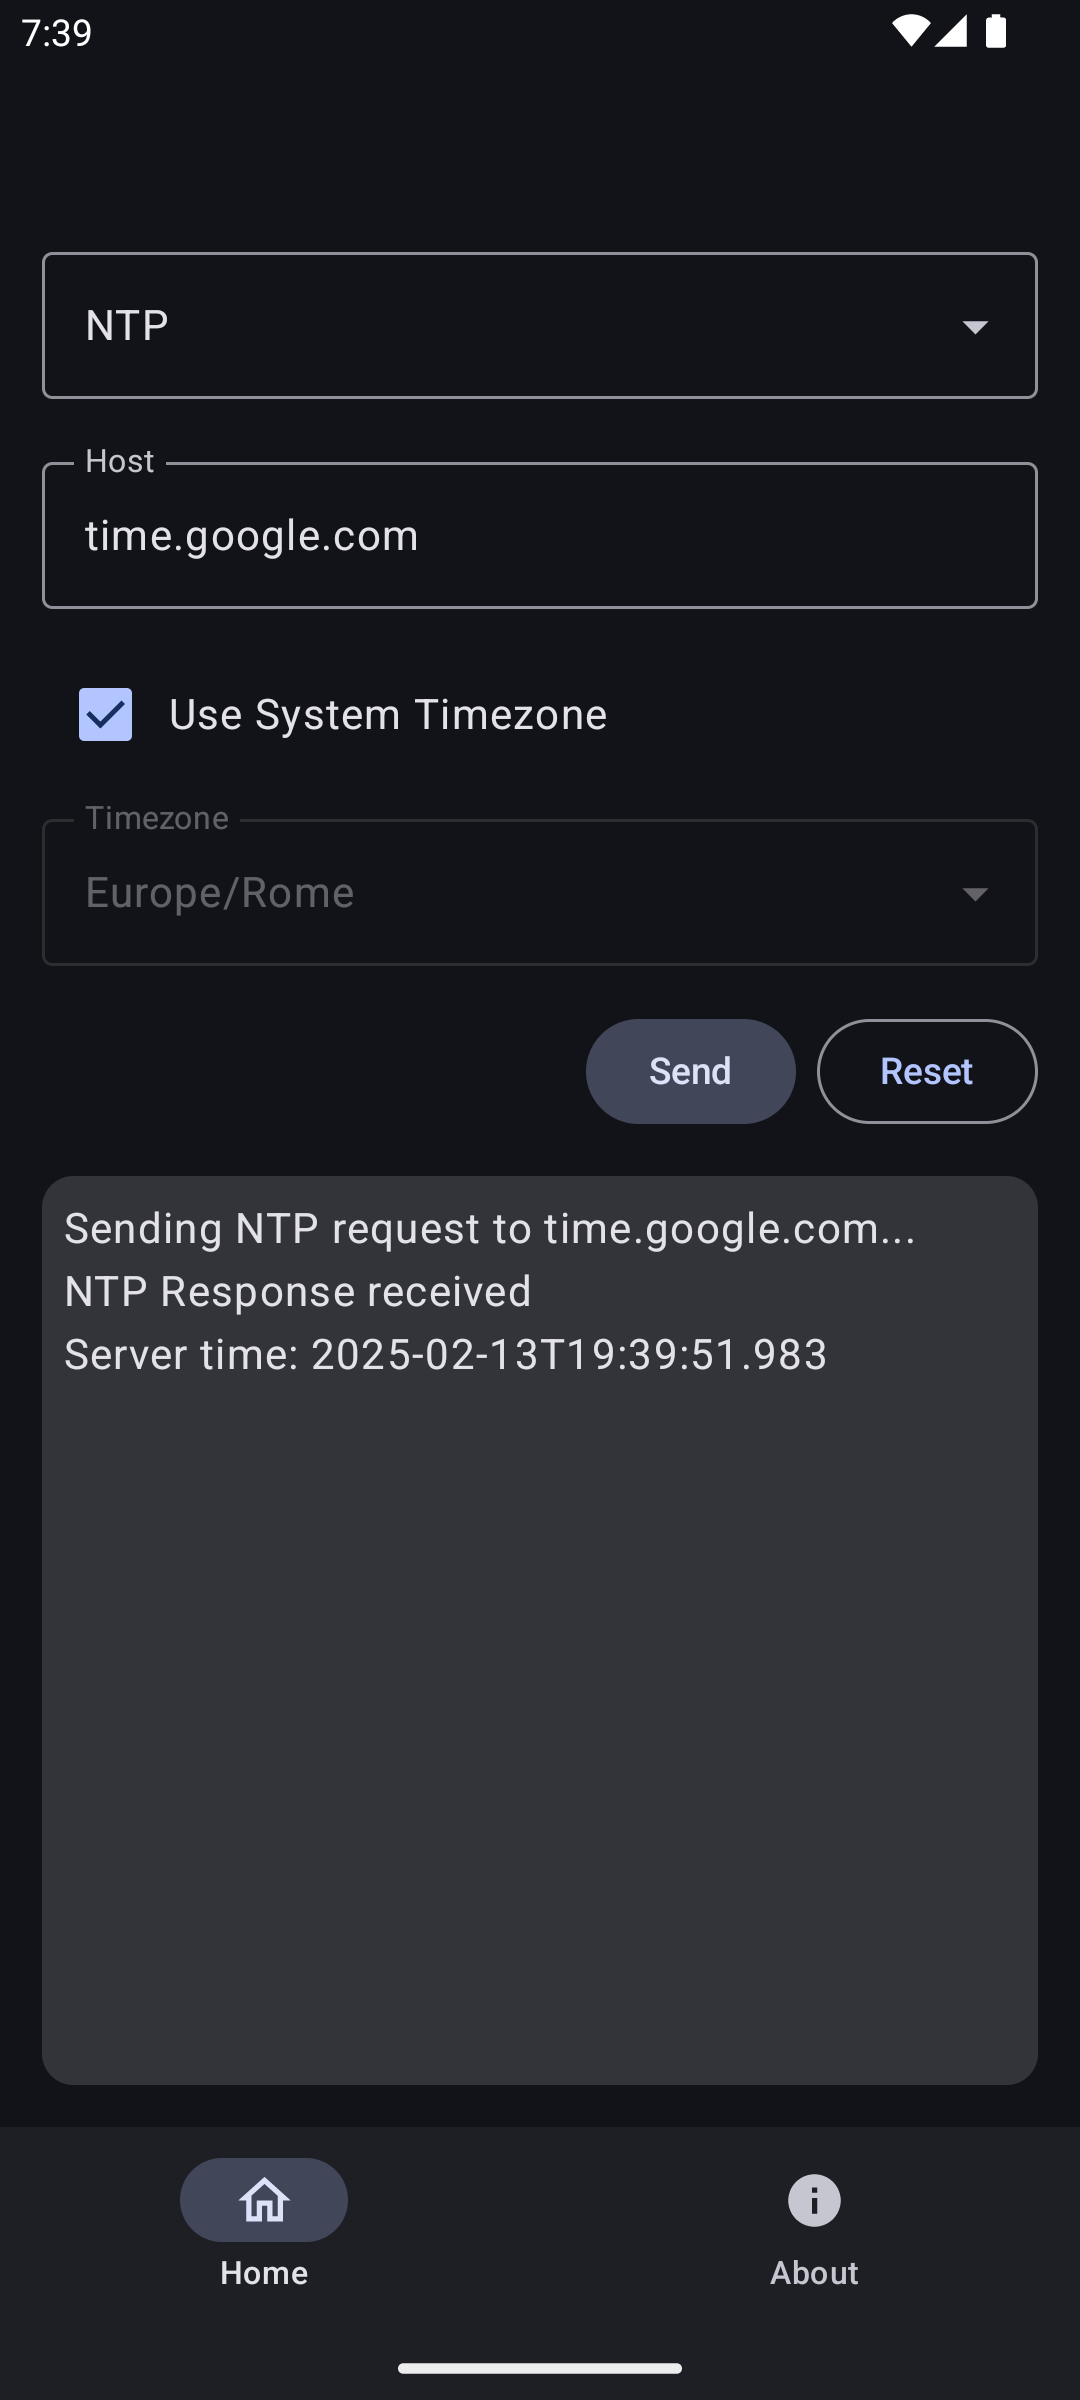 7:39
NTP
Host
time.google.com
Use System Timezone
Timezone
Europe/Rome
Send
Reset
Sending NTP request to time.google.com...
NTP Response received
Server time: 2025-02-13T19:39:51.983
Home
About